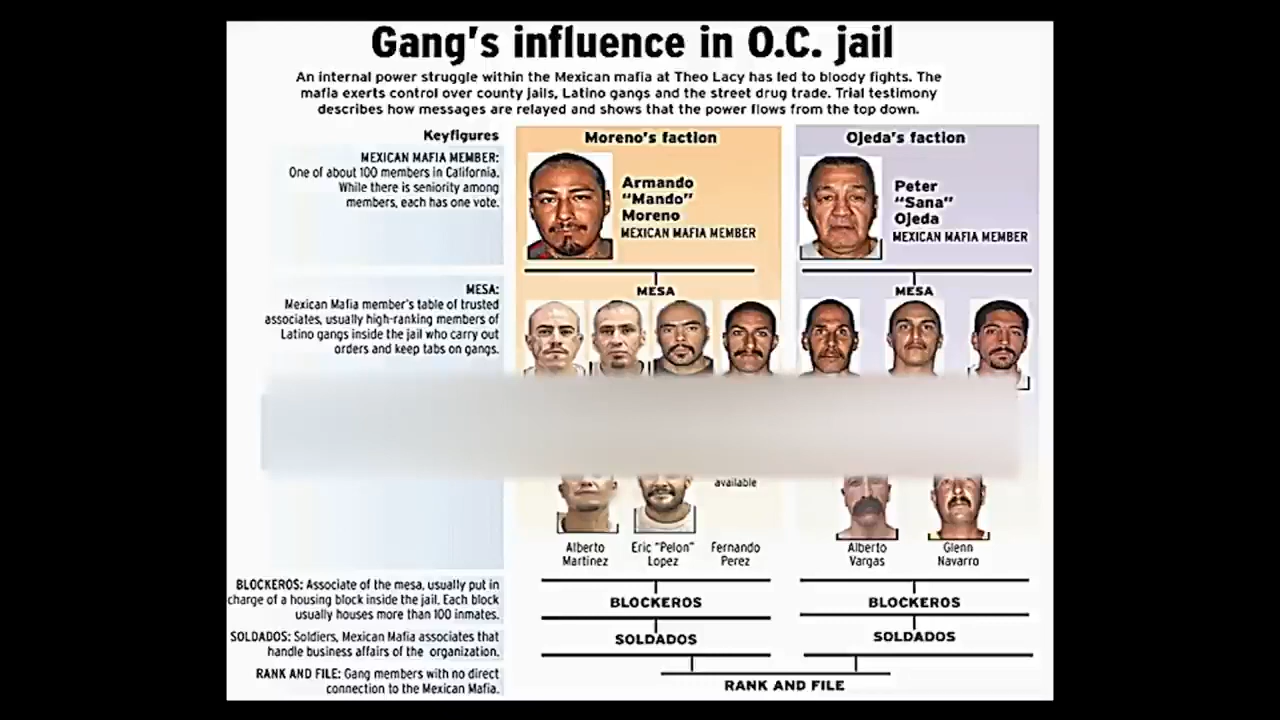 Gang's influence in O.C. jail
An internal power struggle within the Mexican mafia at Theo Lacy has led to bloody fights. The
mafia exerts control over county jails, Latino gangs and the street drug trade. Trial testimony
describes how messages are relayed and shows that the power flows from the top down.
Keyfigures
MEXICAN MAFIA MEMBER:
One of about 100 members in California.
While there is seniority among
members, each has one vote.
Moreno's faction
Armando
“Mando”
Moreno
MEXICAN MAFIA MEMBER
Ojeda's faction
Peter
“Sana”
Ojeda
MEXICAN MAFIA MEMBER
MESA:
Mexican Mafia member's table of trusted
associates, usually high-ranking members of
Latino gangs inside the jail who carry out
orders and keep tabs on gangs.
MESA
MESA
available
Alberto
Martinez
Eric “Pelon”
Lopez
Fernando
Perez
Alberto
Vargas
Glenn
Navarro
BLOCKEROS: Associate of the mesa, usually put in
charge of a housing block inside the jail. Each block
usually houses more than 100 inmates.
BLOCKEROS
BLOCKEROS
SOLDADOS: Soldiers, Mexican Mafia associates that
handle business affairs of the organization.
SOLDADOS
SOLDADOS
RANK AND FILE: Gang members with no direct
connection to the Mexican Mafia.
RANK AND FILE